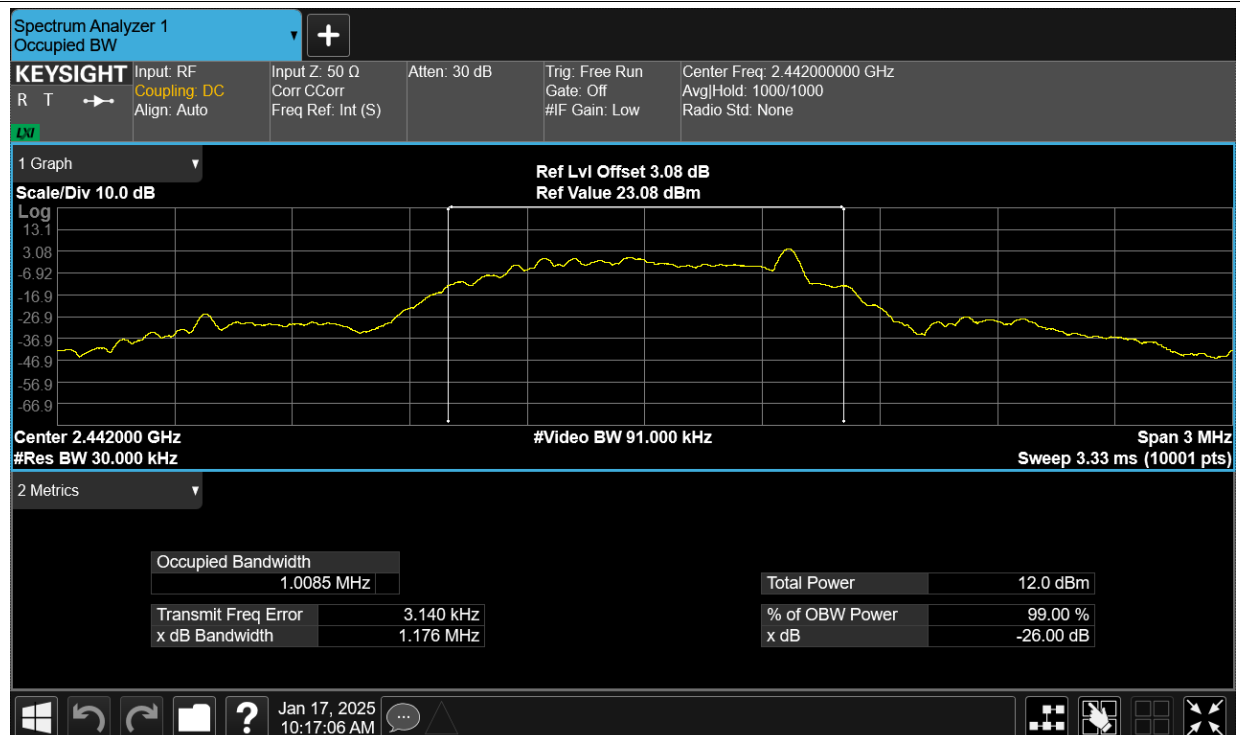 Spectrum Analyzer 1
Occupied BW
KEYSIGHT
R T
LXI
Input: RF
Coupling: DC
Align: Auto
Input Z: 50 Ω
Corr CCorr
Freq Ref: Int (S)
Atten: 30 dB
Trig: Free Run
Gate: Off
#IF Gain: Low
Center Freq: 2.442000000 GHz
Avg|Hold: 1000/1000
Radio Std: None
1 Graph
Scale/Div 10.0 dB
Ref Lvl Offset 3.08 dB
Ref Value 23.08 dBm
Log
13.1
3.08
-6.92
-16.9
-26.9
-36.9
-46.9
-56.9
-66.9
Center 2.442000 GHz
#Video BW 91.000 kHz
Span 3 MHz
#Res BW 30.000 kHz
Sweep 3.33 ms (10001 pts)
2 Metrics
Occupied Bandwidth
1.0085 MHz
Total Power 12.0 dBm
Transmit Freq Error 3.140 kHz
% of OBW Power 99.00 %
x dB Bandwidth 1.176 MHz
x dB -26.00 dB
?
Jan 17, 2025
10:17:06 AM